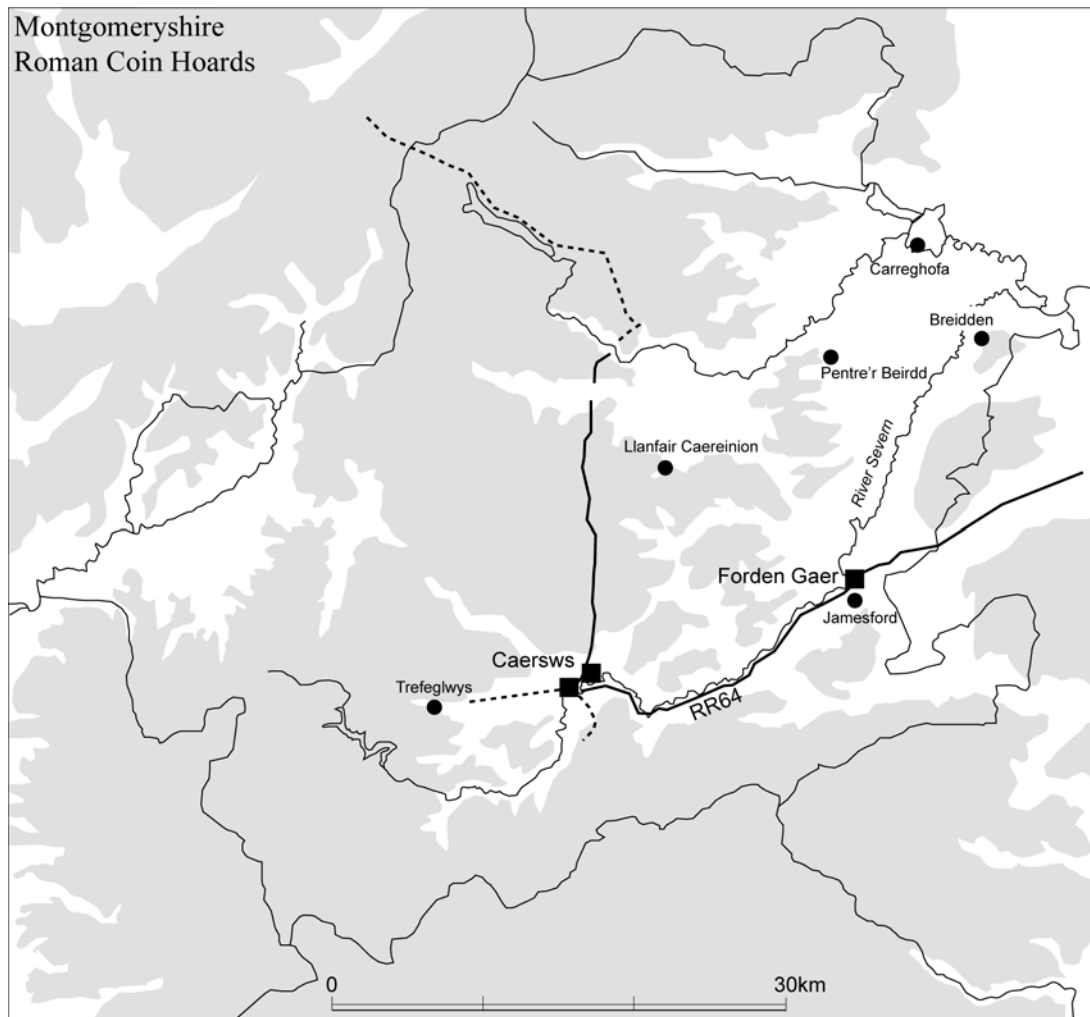 Montgomeryshire
Roman Coin Hoards
Carreghofa
Breidden
Pentre'r Beirdd
Llanfair Caereinion
River Severn
Forden Gaer
Jamesford
Caersws
Trefeglwys
RR64
0
30km